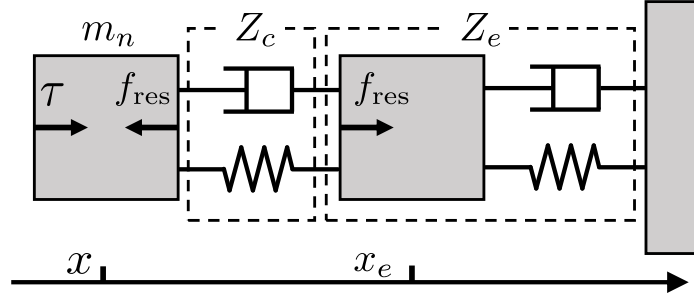 m_n Z_c Z_e
τ f_res f_res
x x_e